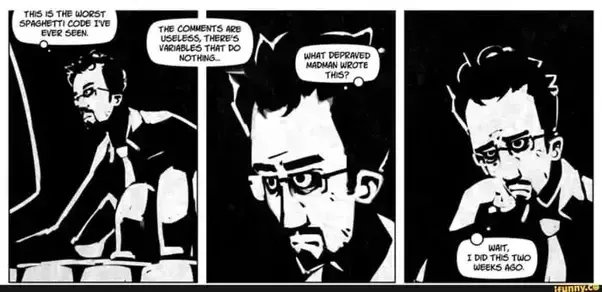 THIS IS THE WORST
SPAGHETTI CODE I'VE
EVER SEEN.
THE COMMENTS ARE
USELESS, THERE'S
VARIABLES THAT DO
NOTHING...
WHAT DEPRAVED
MADMAN WROTE
THIS?
WAIT,
I DID THIS TWO
WEEKS AGO.
ifunny.co